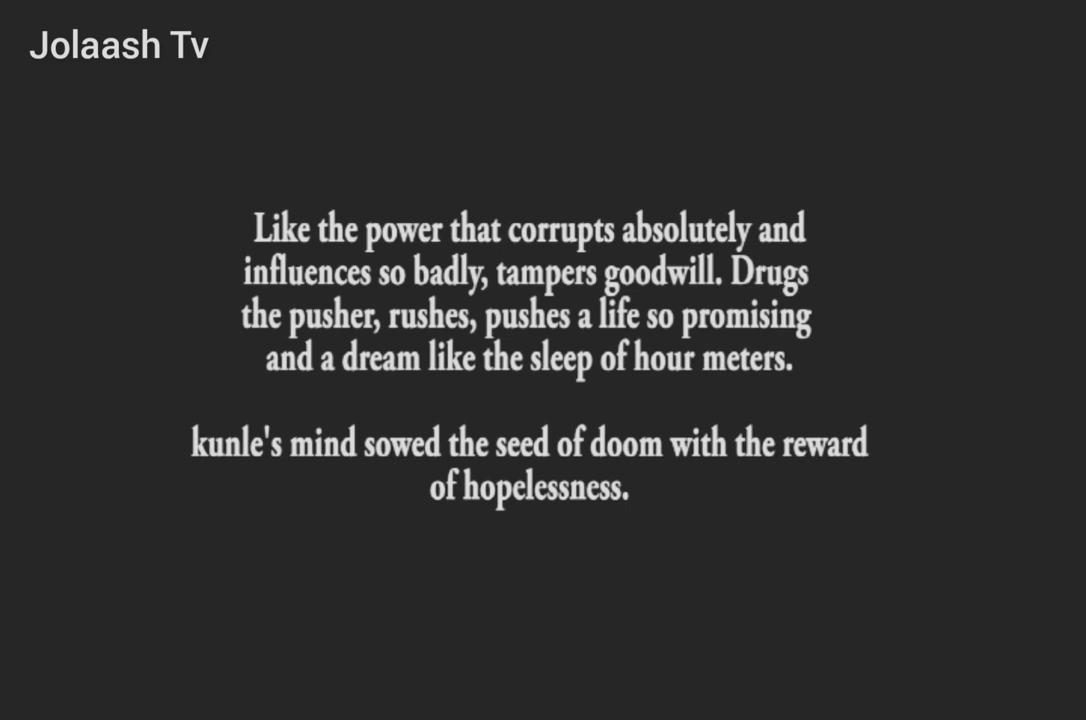 Jolaash Tv
Like the power that corrupts absolutely and
influences so badly, tampers goodwill. Drugs
the pusher, rushes, pushes a life so promising
and a dream like the sleep of hour meters.
kunle's mind sowed the seed of doom with the reward
of hopelessness.